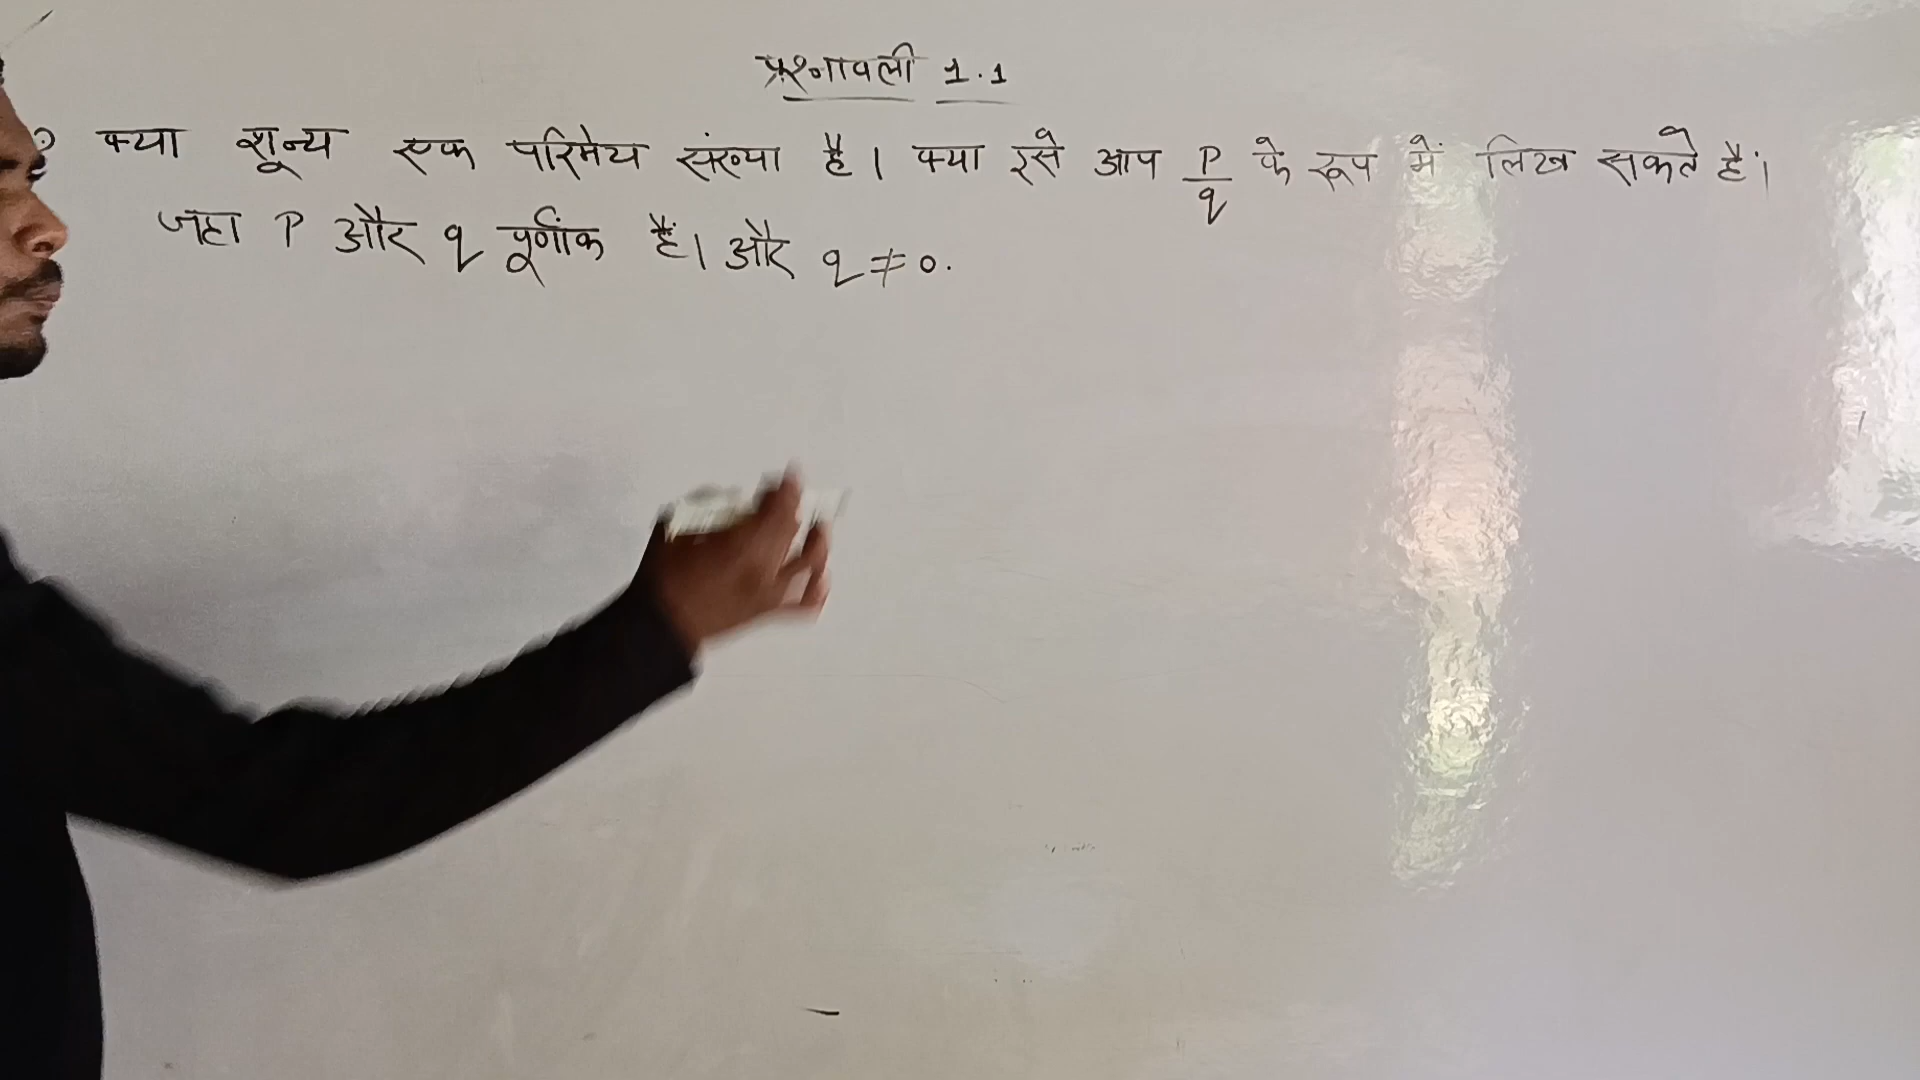 प्रश्नावली 1.1
क्या शून्य एक परिमेय संख्या है। क्या इसे आप P/q के रूप में लिख सकते है।
जहा P और q पूर्णांक हैं। और q ≠ 0.